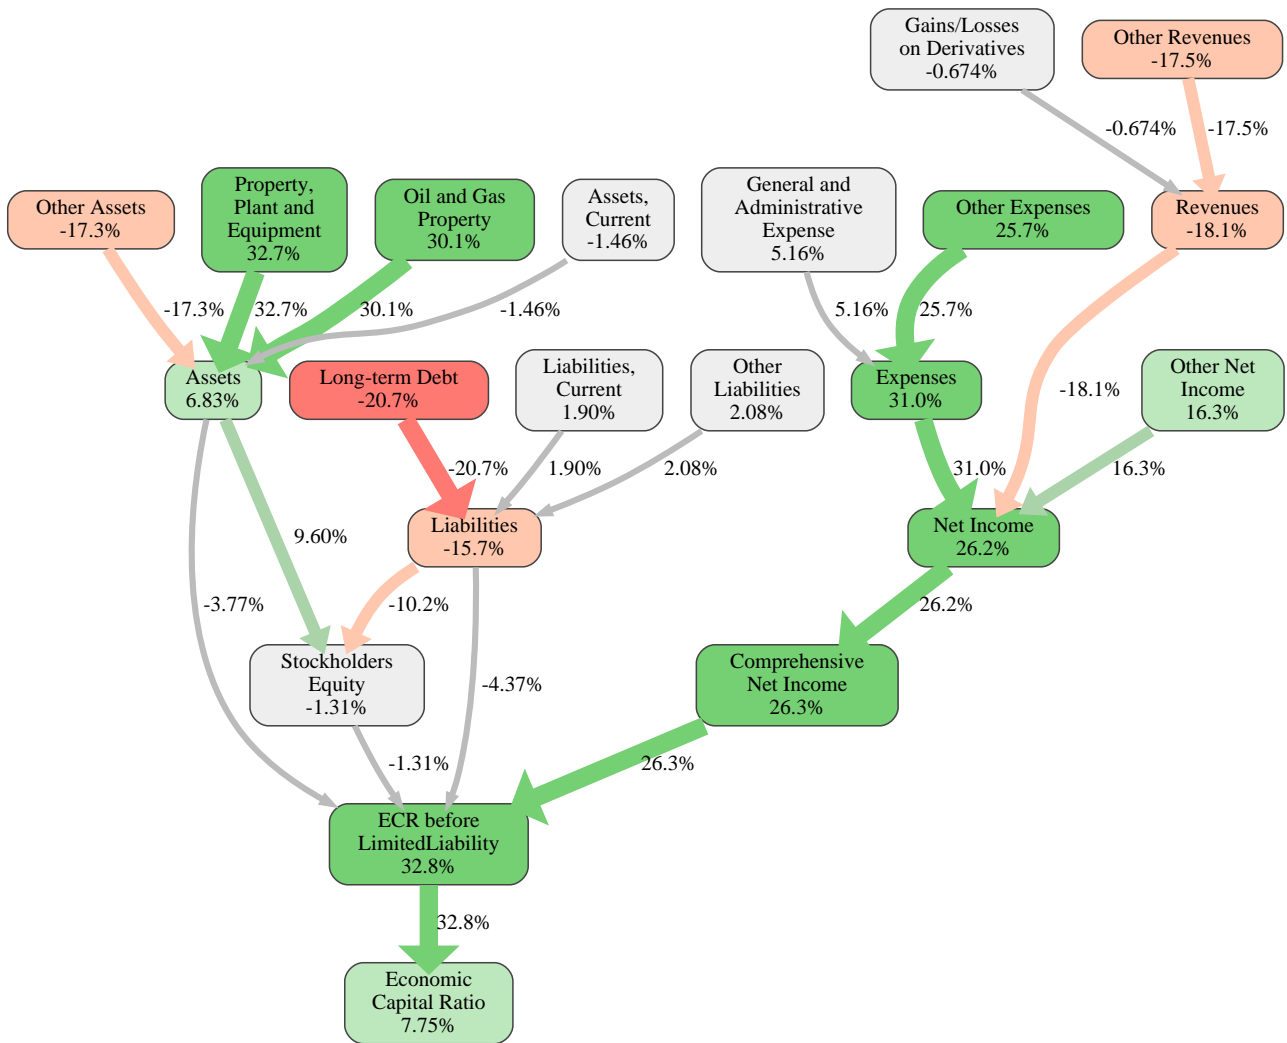 Gains/Losses
on Derivatives
-0.674%
Other Revenues
-17.5%
-0.674%
-17.5%
Other Assets
-17.3%
Property,
Plant and
Equipment
32.7%
Oil and Gas
Property
30.1%
Assets,
Current
-1.46%
General and
Administrative
Expense
5.16%
Other Expenses
25.7%
Revenues
-18.1%
-17.3%
32.7%
30.1%
-1.46%
5.16%
25.7%
-18.1%
Assets
6.83%
Long-term Debt
-20.7%
Liabilities,
Current
1.90%
Other
Liabilities
2.08%
Expenses
31.0%
Other Net
Income
16.3%
-20.7%
1.90%
2.08%
31.0%
16.3%
9.60%
Liabilities
-15.7%
Net Income
26.2%
-3.77%
-10.2%
-4.37%
26.2%
Stockholders
Equity
-1.31%
Comprehensive
Net Income
26.3%
-1.31%
26.3%
ECR before
LimitedLiability
32.8%
32.8%
Economic
Capital Ratio
7.75%